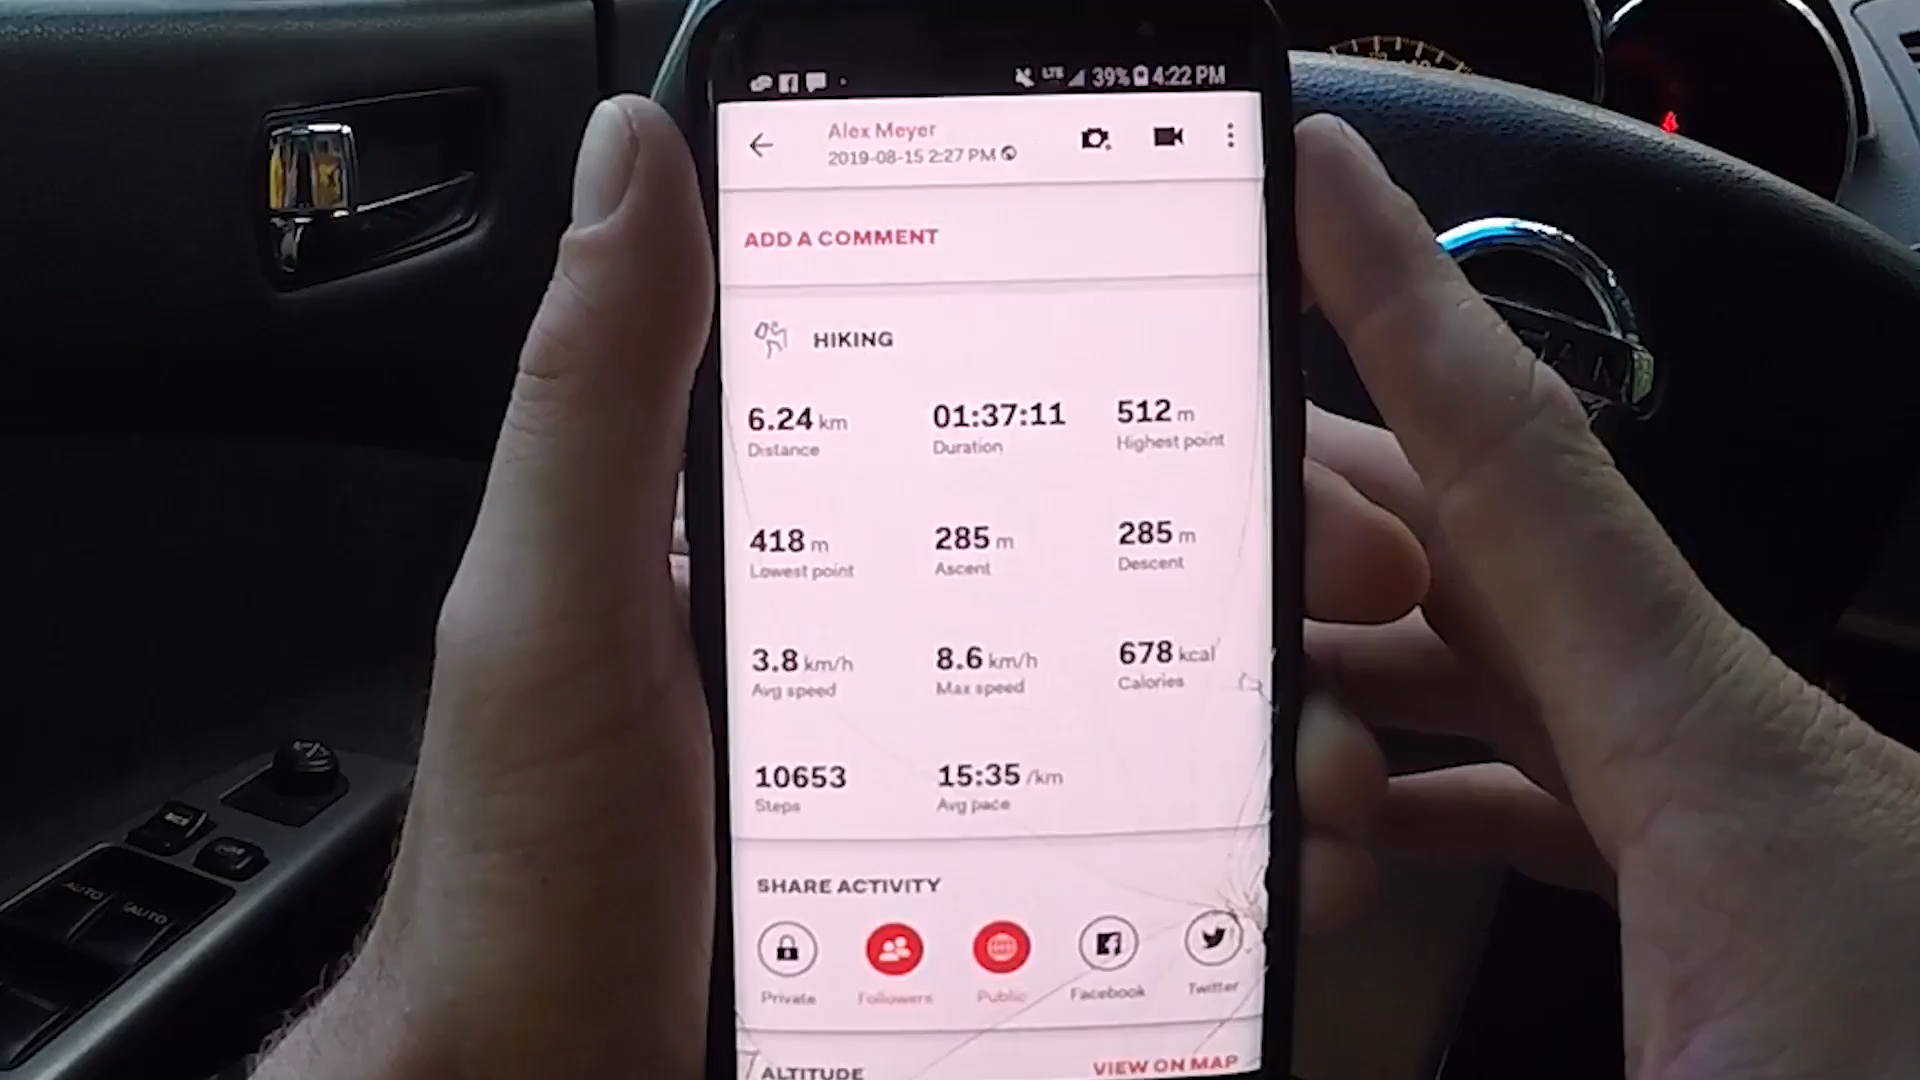 LTE 39% 4:22 PM
Alex Meyer
2019-08-15 2:27 PM
ADD A COMMENT
HIKING
6.24 km 01:37:11 512 m
Distance Duration Highest point
418 m 285 m 285 m
Lowest point Ascent Descent
3.8 km/h 8.6 km/h 678 kcal
Avg speed Max speed Calories
10653 15:35 /km
Steps Avg pace
SHARE ACTIVITY
Private Followers Public Facebook Twitter
ALTITUDE VIEW ON MAP
AUTO AUTO